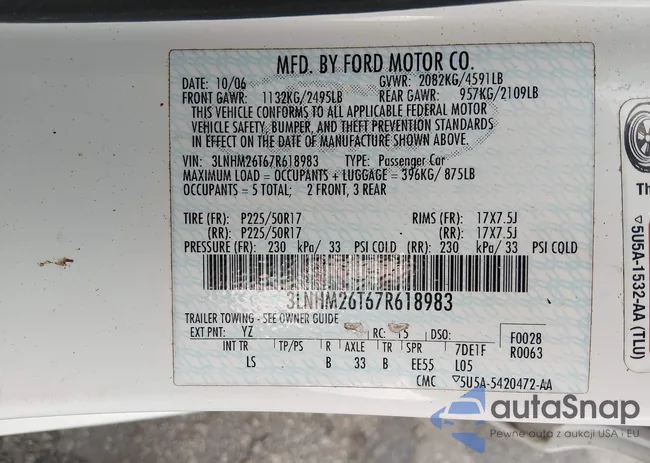 MFD. BY FORD MOTOR CO.
DATE: 10/06 GVWR: 2082KG/4591LB
FRONT GAWR: 1132KG/2495LB REAR GAWR: 957KG/2109LB
THIS VEHICLE CONFORMS TO ALL APPLICABLE FEDERAL MOTOR
VEHICLE SAFETY, BUMPER, AND THEFT PREVENTION STANDARDS
IN EFFECT ON THE DATE OF MANUFACTURE SHOWN ABOVE.
VIN: 3LNHM26T67R618983 TYPE: Passenger Car
MAXIMUM LOAD = OCCUPANTS + LUGGAGE = 396KG/ 875LB
OCCUPANTS = 5 TOTAL; 2 FRONT, 3 REAR
TIRE (FR): P225/50R17 RIMS (FR): 17X7.5J
(RR): P225/50R17 (RR): 17X7.5J
PRESSURE (FR): 230 kPa/ 33 PSI COLD (RR): 230 kPa/ 33 PSI COLD
3LNHM26T67R618983
TRAILER TOWING - SEE OWNER GUIDE
EXT PNT: YZ RC: 15 DSO: F0028
INT TR TP/PS R AXLE TR SPR 7DE1F R0063
LS B 33 B EE55 L05
CMC ▽5U5A-5420472-AA
Th
▽5U5A-1532-AA (TLU)
autaSnap
Pewne auta z aukcji USA i EU